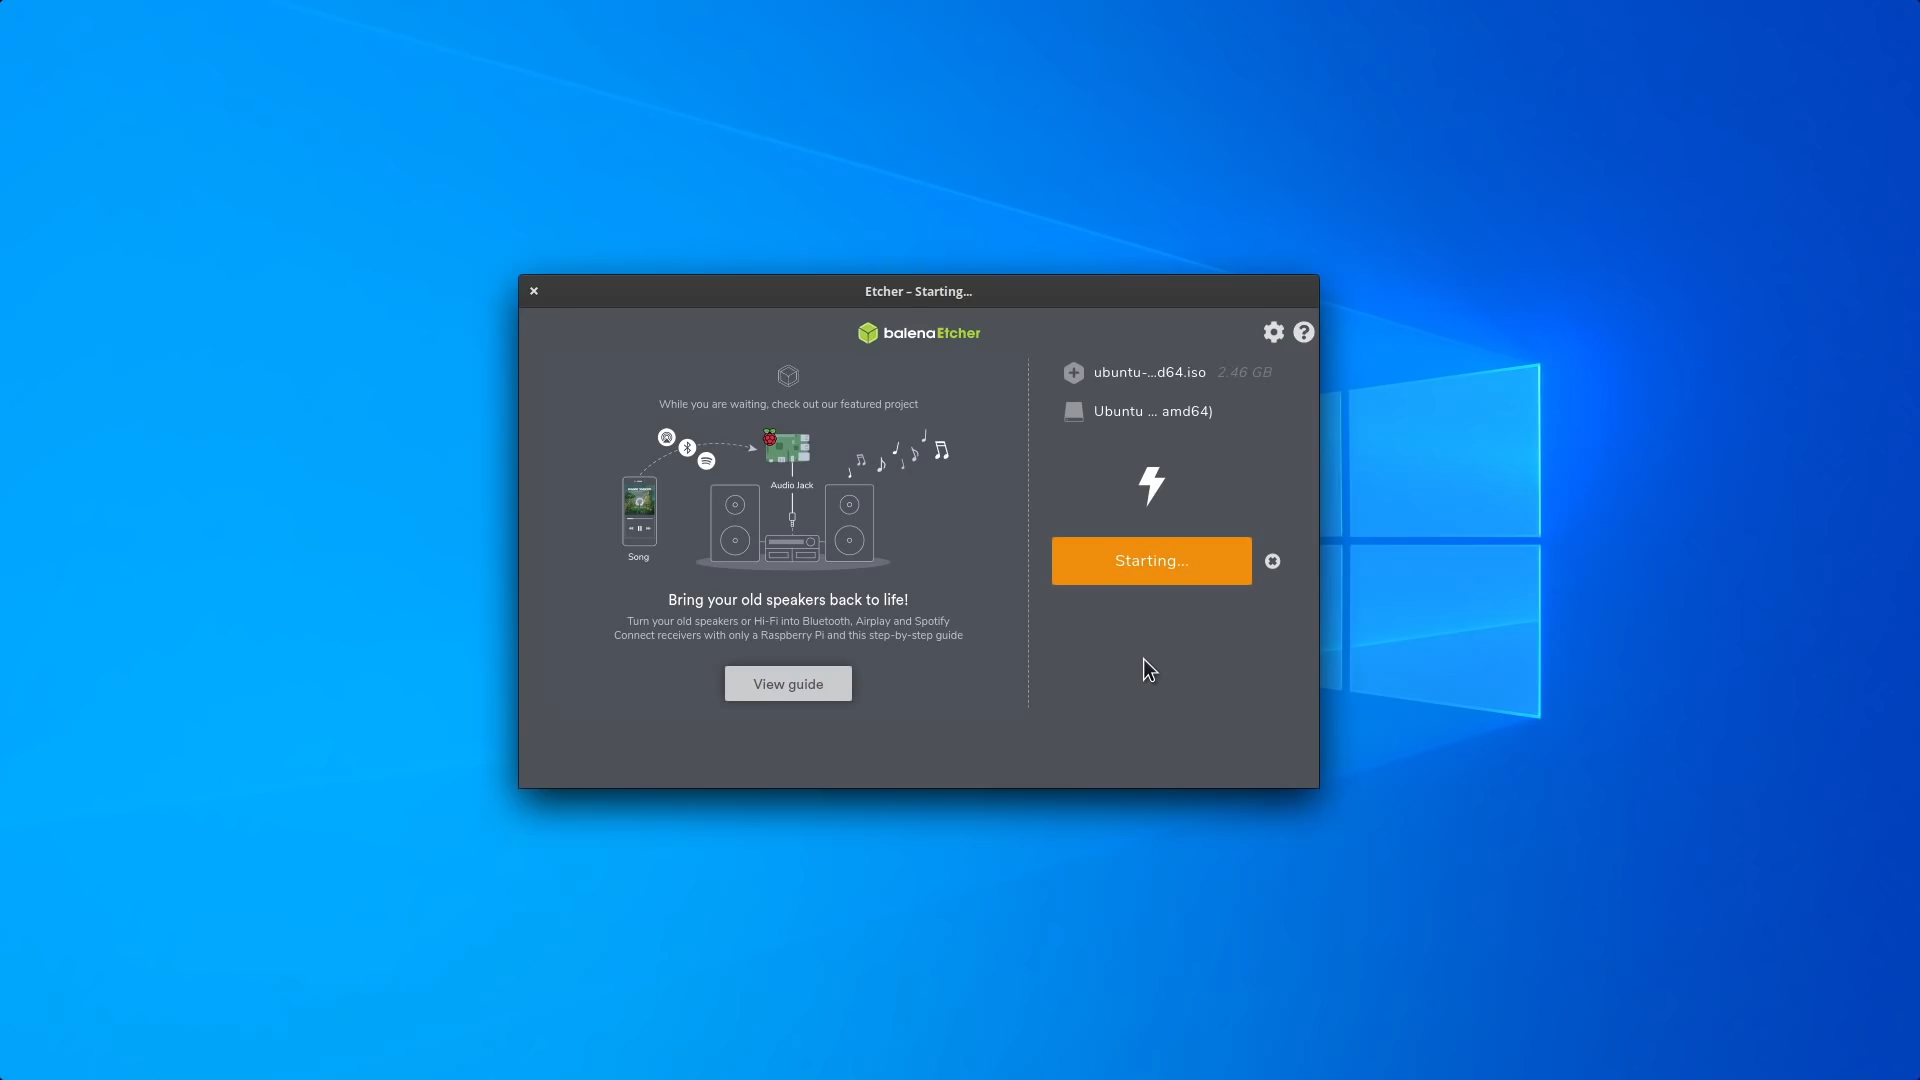 Etcher – Starting...
balenaEtcher
While you are waiting, check out our featured project
Audio Jack
Song
Bring your old speakers back to life!
Turn your old speakers or Hi-Fi into Bluetooth, Airplay and Spotify
Connect receivers with only a Raspberry Pi and this step-by-step guide
View guide
ubuntu-...d64.iso 2.46 GB
Ubuntu ... amd64)
Starting...